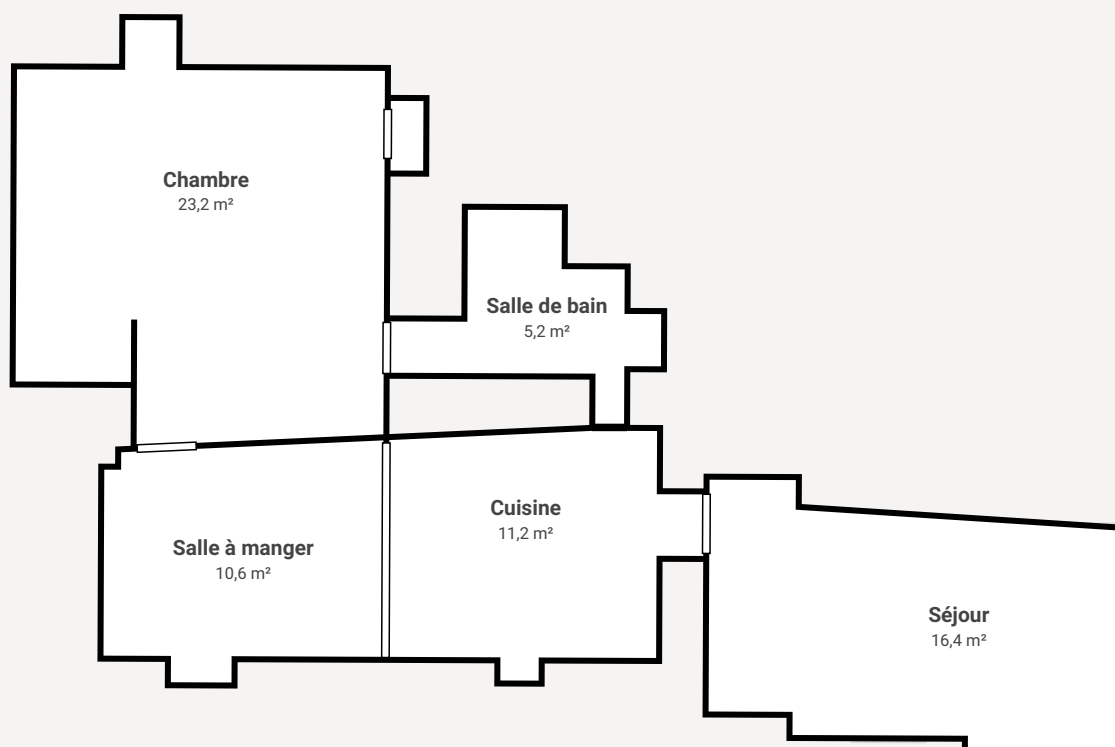 Chambre
23,2 m²
Salle de bain
5,2 m²
Cuisine
11,2 m²
Salle à manger
10,6 m²
Séjour
16,4 m²